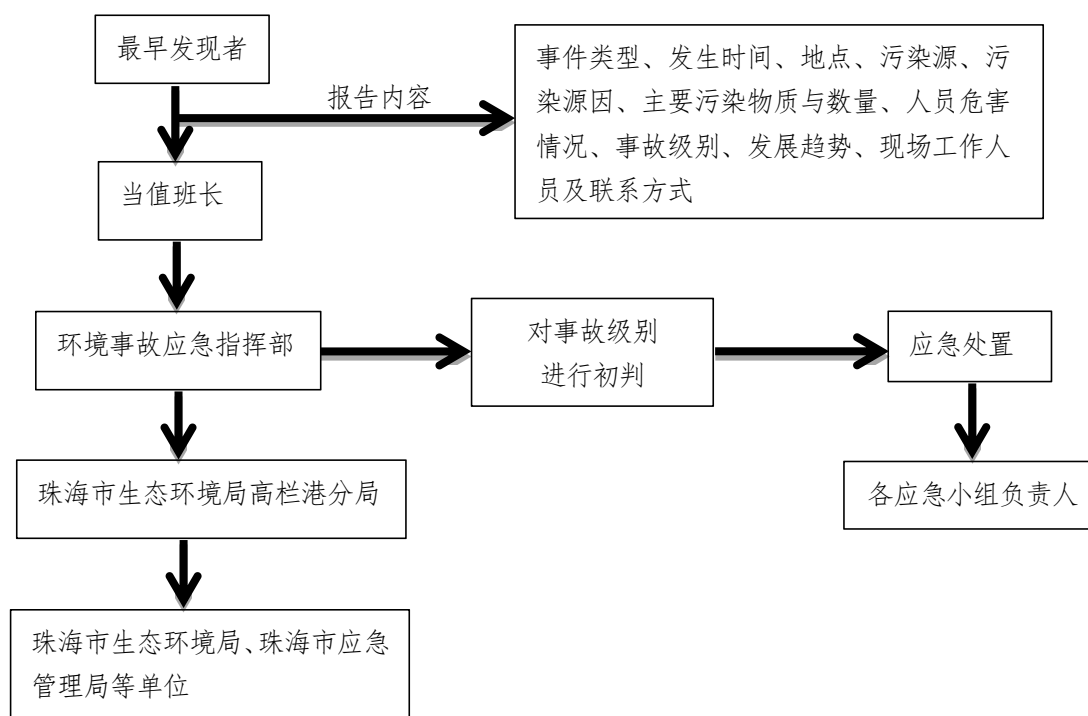 最早发现者
报告内容
事件类型、发生时间、地点、污染源、污
染源因、主要污染物质与数量、人员危害
情况、事故级别、发展趋势、现场工作人
员及联系方式
当值班长
环境事故应急指挥部
对事故级别
进行初判
应急处置
珠海市生态环境局高栏港分局
各应急小组负责人
珠海市生态环境局、珠海市应急
管理局等单位